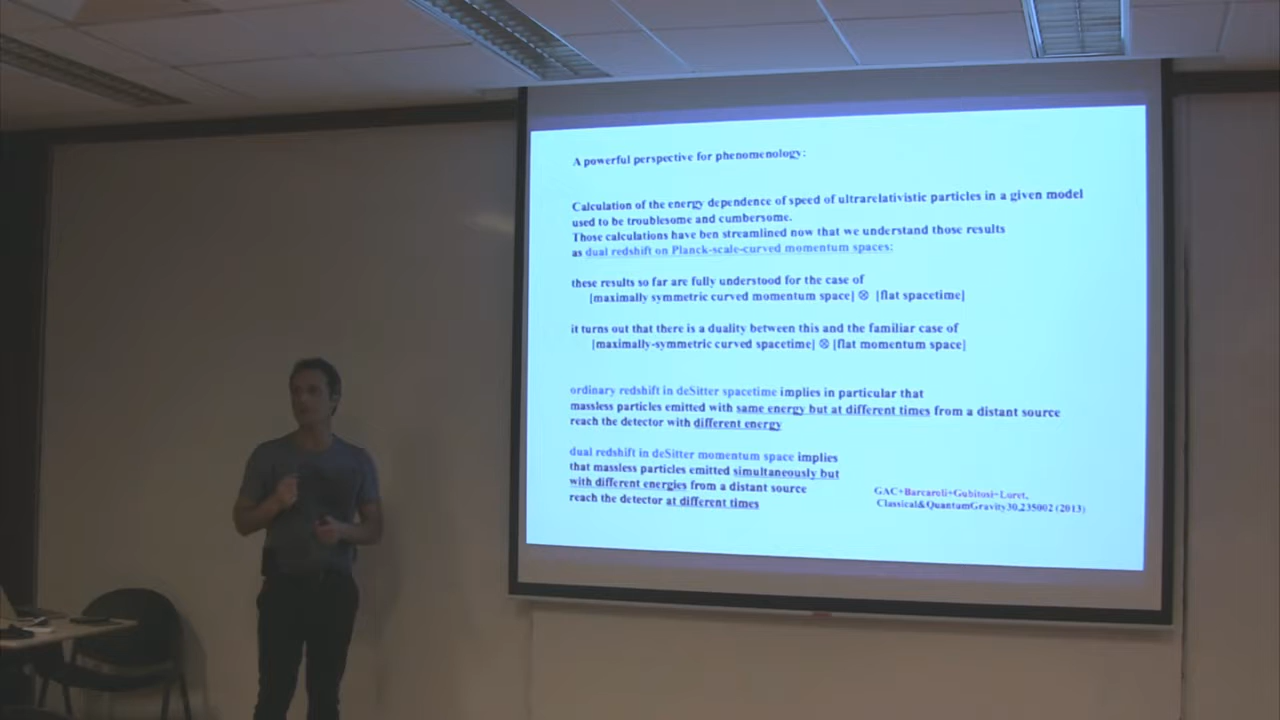 A powerful perspective for phenomenology:
Calculation of the energy dependence of speed of ultrarelativistic particles in a given model
used to be troublesome and cumbersome.
Those calculations have ben streamlined now that we understand those results
as dual redshift on Planck-scale-curved momentum spaces:
these results so far are fully understood for the case of
[maximally symmetric curved momentum space] ⊗ [flat spacetime]
it turns out that there is a duality between this and the familiar case of
[maximally-symmetric curved spacetime] ⊗ [flat momentum space]
ordinary redshift in deSitter spacetime implies in particular that
massless particles emitted with same energy but at different times from a distant source
reach the detector with different energy
dual redshift in deSitter momentum space implies
that massless particles emitted simultaneously but
with different energies from a distant source
reach the detector at different times
GAC+Barcaroli+Gubitosi+Loret,
Classical&QuantumGravity30,235002 (2013)